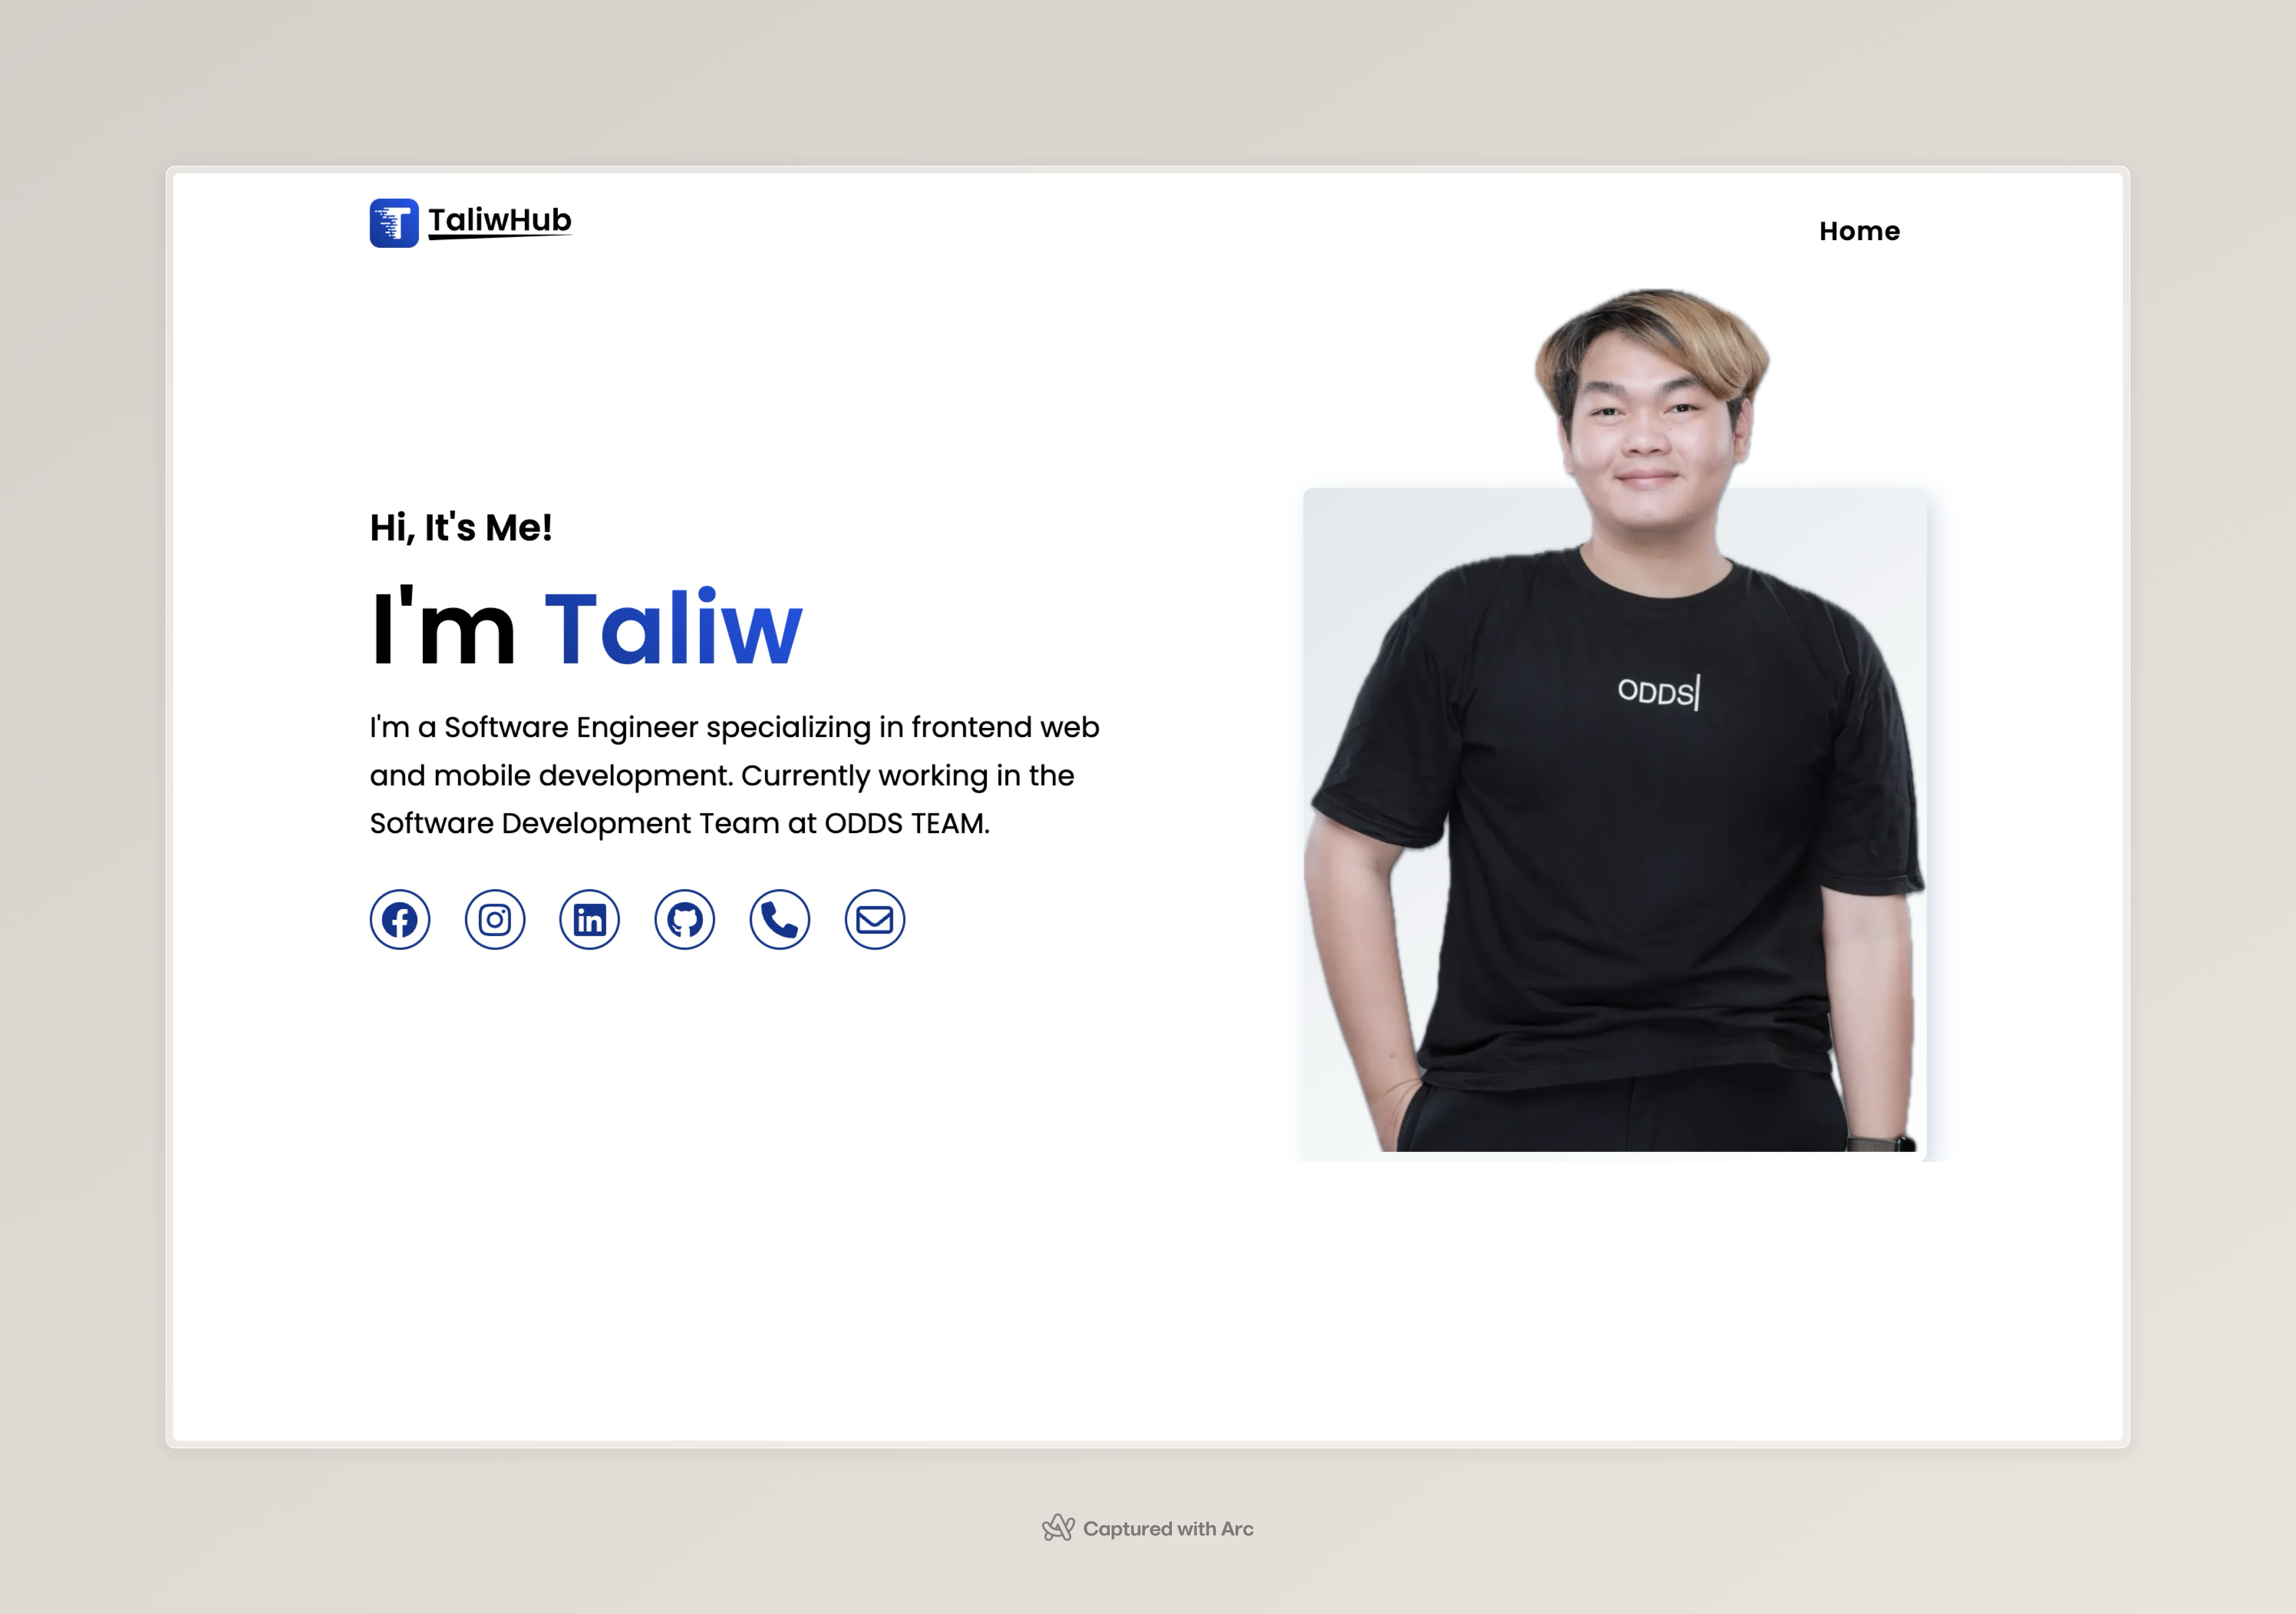 TaliwHub
Home
Hi, It's Me!
I'm Taliw
I'm a Software Engineer specializing in frontend web
and mobile development. Currently working in the
Software Development Team at ODDS TEAM.
ODDS|
Captured with Arc